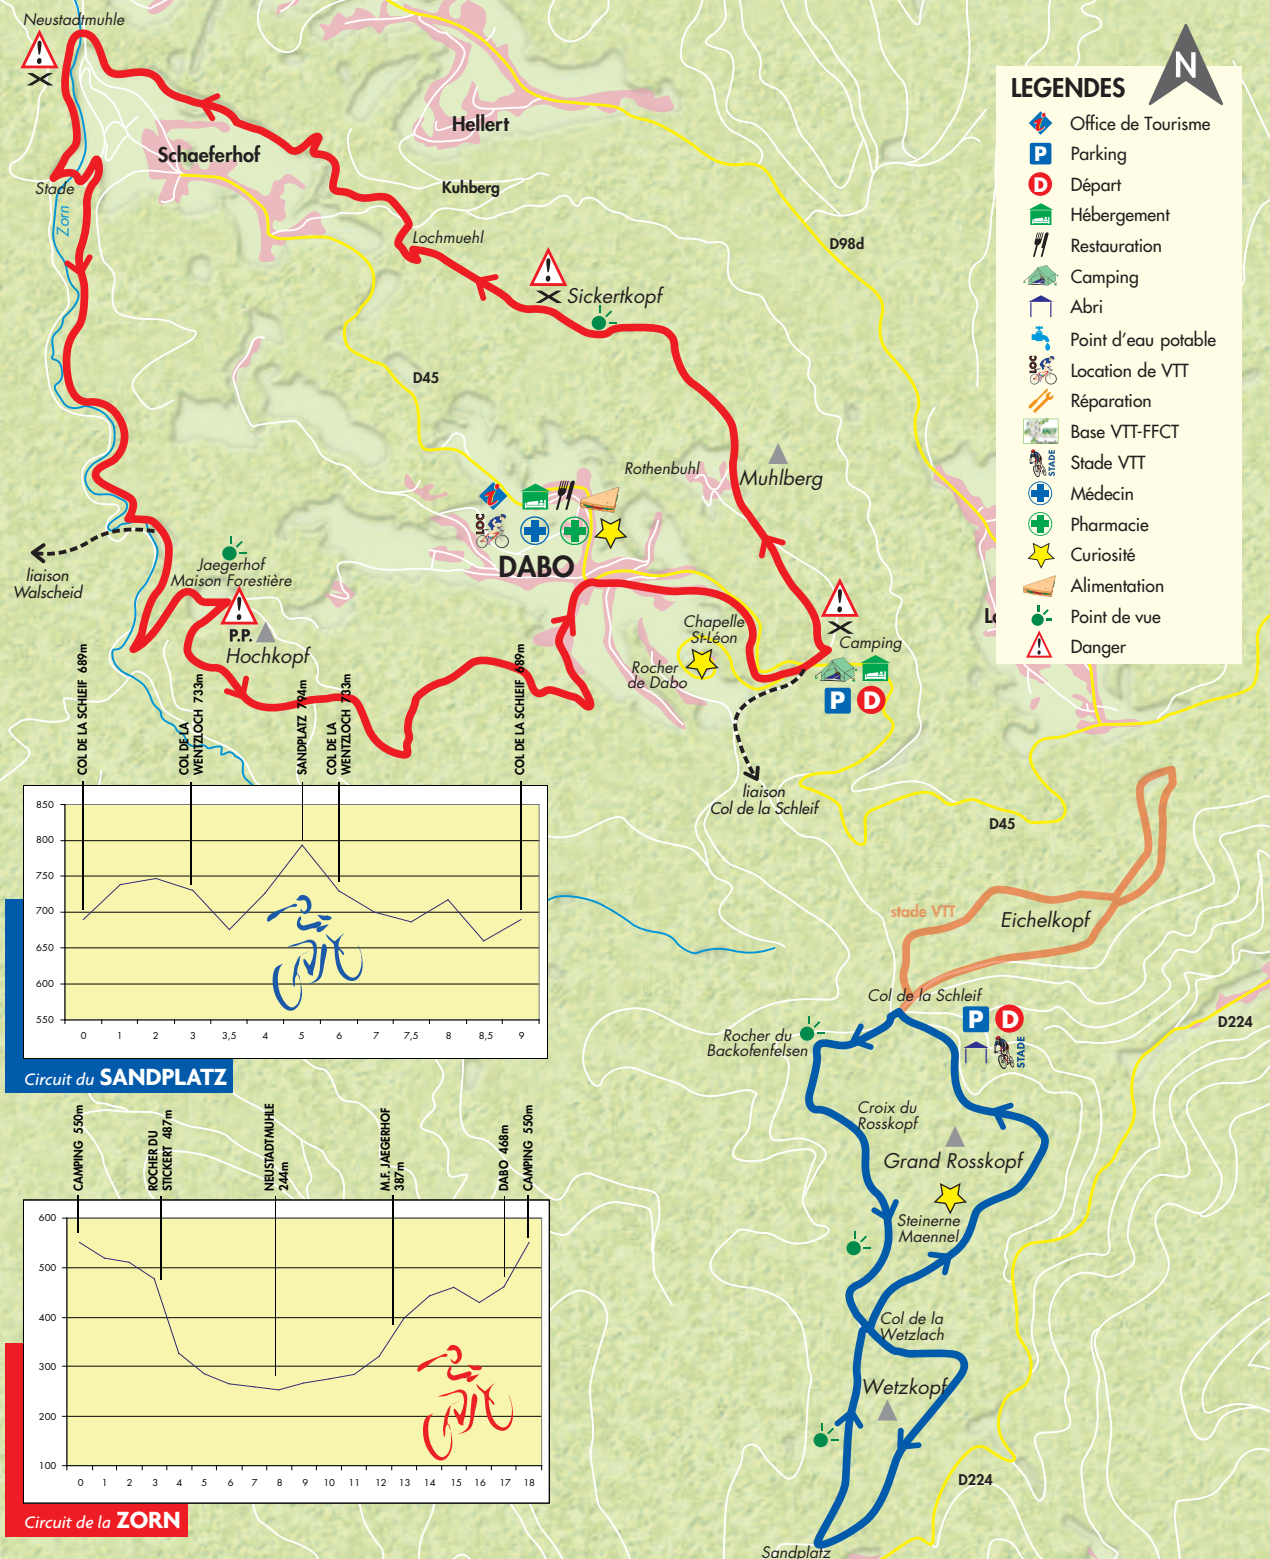 Neustadtmuhle
Schaeferhof
Hellert
Kuhberg
Stade
Zorn
Lochmuehl
D98d
Sickertkopf
D45
Rothenbuhl
Muhlberg
LOC
DABO
liaison
Walscheid
Jaegerhof
Maison Forestière
P.P.
Hochkopf
Chapelle
St-Léon
Rocher
de Dabo
Camping
P D
liaison
Col de la Schleif
D45
N
LEGENDES
Office de Tourisme
P Parking
D Départ
Hébergement
Restauration
Camping
Abri
Point d'eau potable
LOC Location de VTT
Réparation
Base VTT-FFCT
STADE Stade VTT
Médecin
Pharmacie
Curiosité
Alimentation
Point de vue
Danger
stade VTT
Eichelkopf
Col de la Schleif
P D
STADE
D224
Rocher du
Backofenfelsen
Croix du
Rosskopf
Grand Rosskopf
Steinerne
Maennel
Col de la
Wetzlach
Wetzkopf
D224
Sandplatz
COL DE LA SCHLEIF 689m
COL DE LA
WENTZLOCH 733m
SANDPLATZ 794m
COL DE LA
WENTZLOCH 733m
COL DE LA SCHLEIF 689m
850
800
750
700
650
600
550
0 1 2 3 3,5 4 5 6 7 7,5 8 8,5 9
Circuit du SANDPLATZ
CAMPING 550m
ROCHER DU
STICKERT 487m
NEUSTADTMUHLE
244m
M.F. JAEGERHOF
387m
DABO 468m
CAMPING 550m
600
500
400
300
200
100
0 1 2 3 4 5 6 7 8 9 10 11 12 13 14 15 16 17 18
Circuit de la ZORN